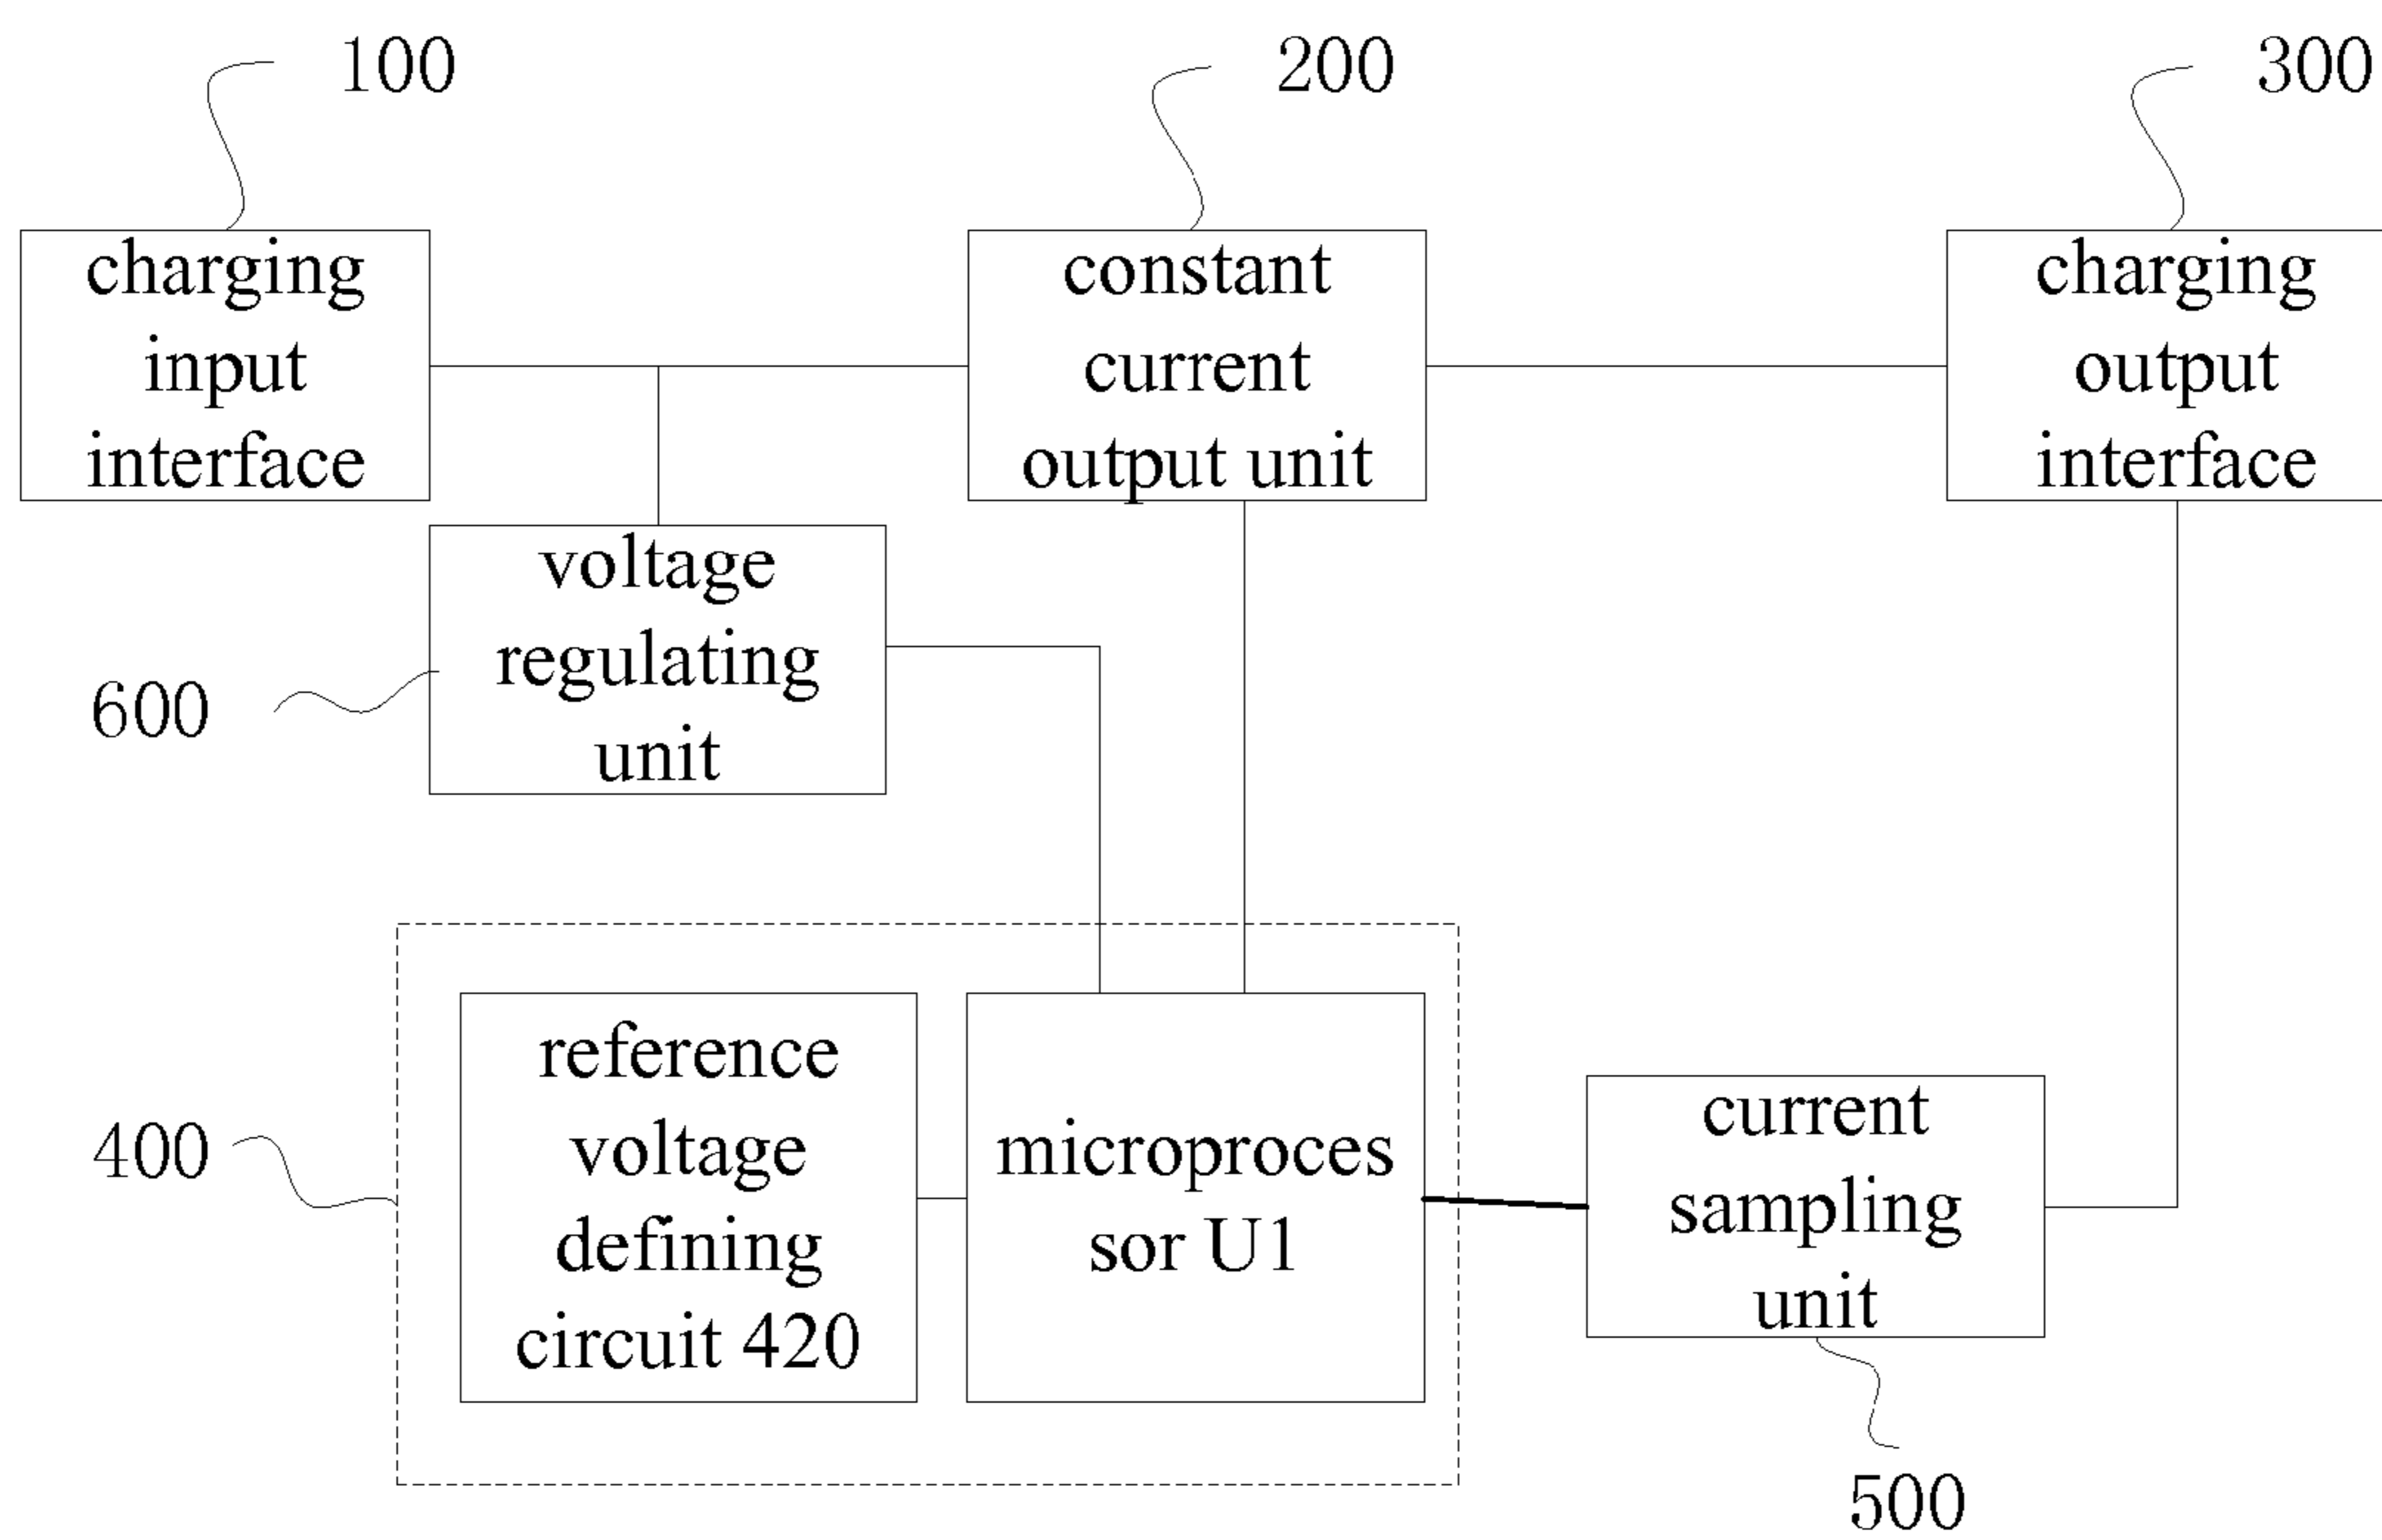 100
200
300
charging
input
interface
constant
current
output unit
charging
output
interface
voltage
regulating
unit
600
400
reference
voltage
defining
circuit 420
microproces
sor U1
current
sampling
unit
500